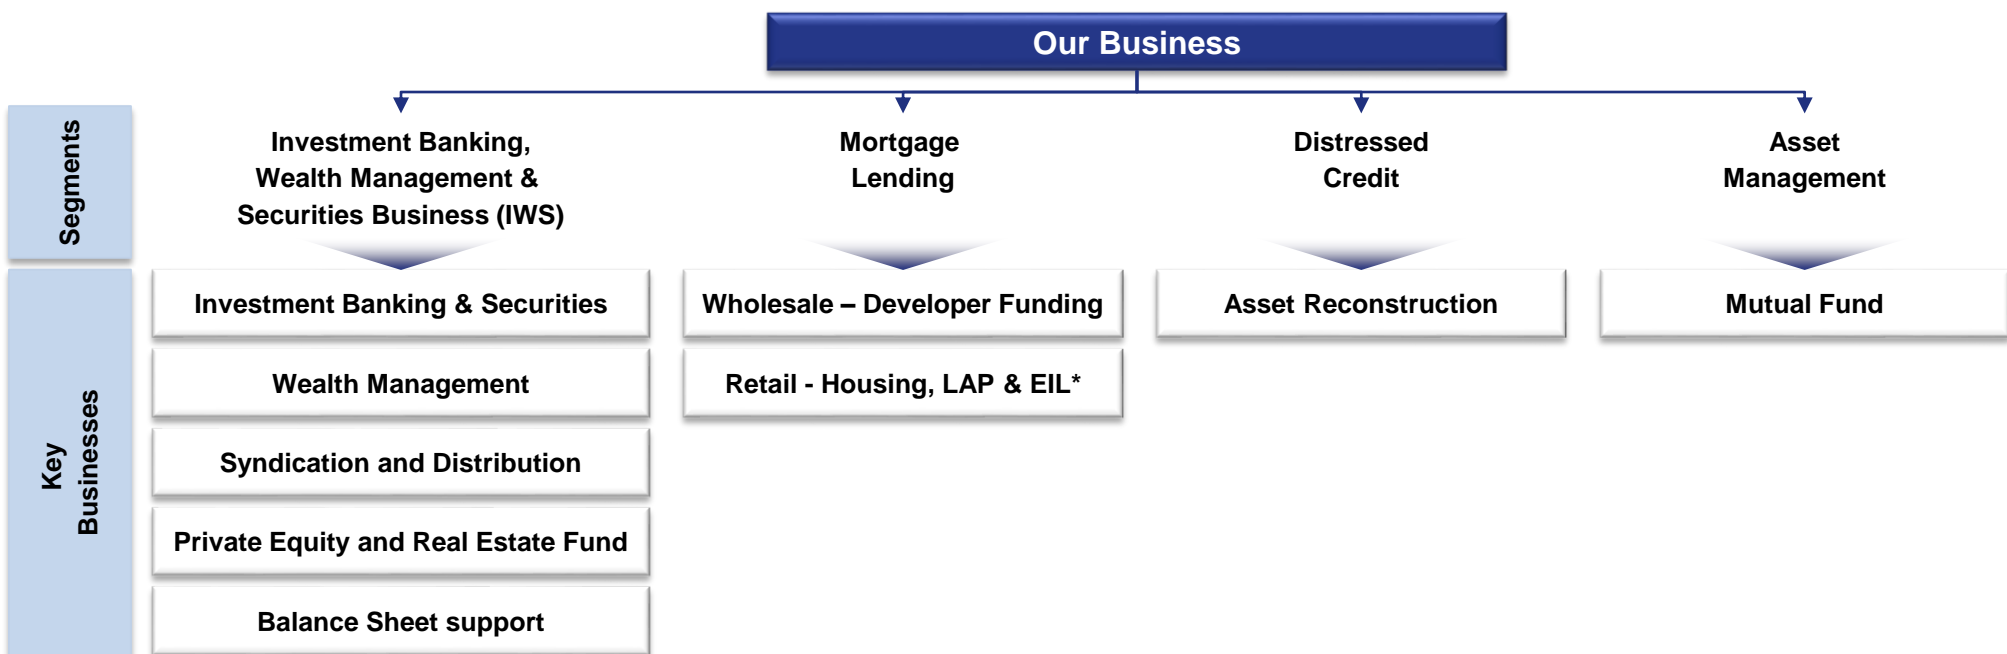 Our Business
Segments
Investment Banking,
Wealth Management &
Securities Business (IWS)
Mortgage
Lending
Distressed
Credit
Asset
Management
Key
Businesses
Investment Banking & Securities
Wealth Management
Syndication and Distribution
Private Equity and Real Estate Fund
Balance Sheet support
Wholesale – Developer Funding
Retail - Housing, LAP & EIL*
Asset Reconstruction
Mutual Fund